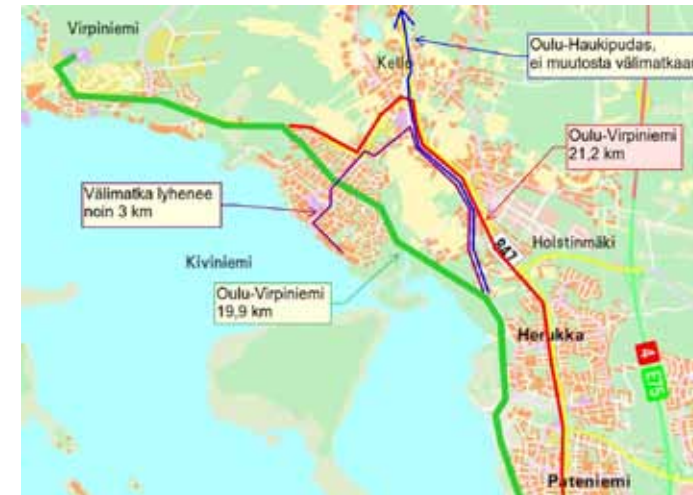 Virpiniemi
Kello
Oulu-Haukipudas,
ei muutosta välimatkaan
Oulu-Virpiniemi
21,2 km
Välimatka lyhenee
noin 3 km
847
Holstinmäki
Kiviniemi
Oulu-Virpiniemi
19,9 km
Herukka
4
E75
Pateniemi